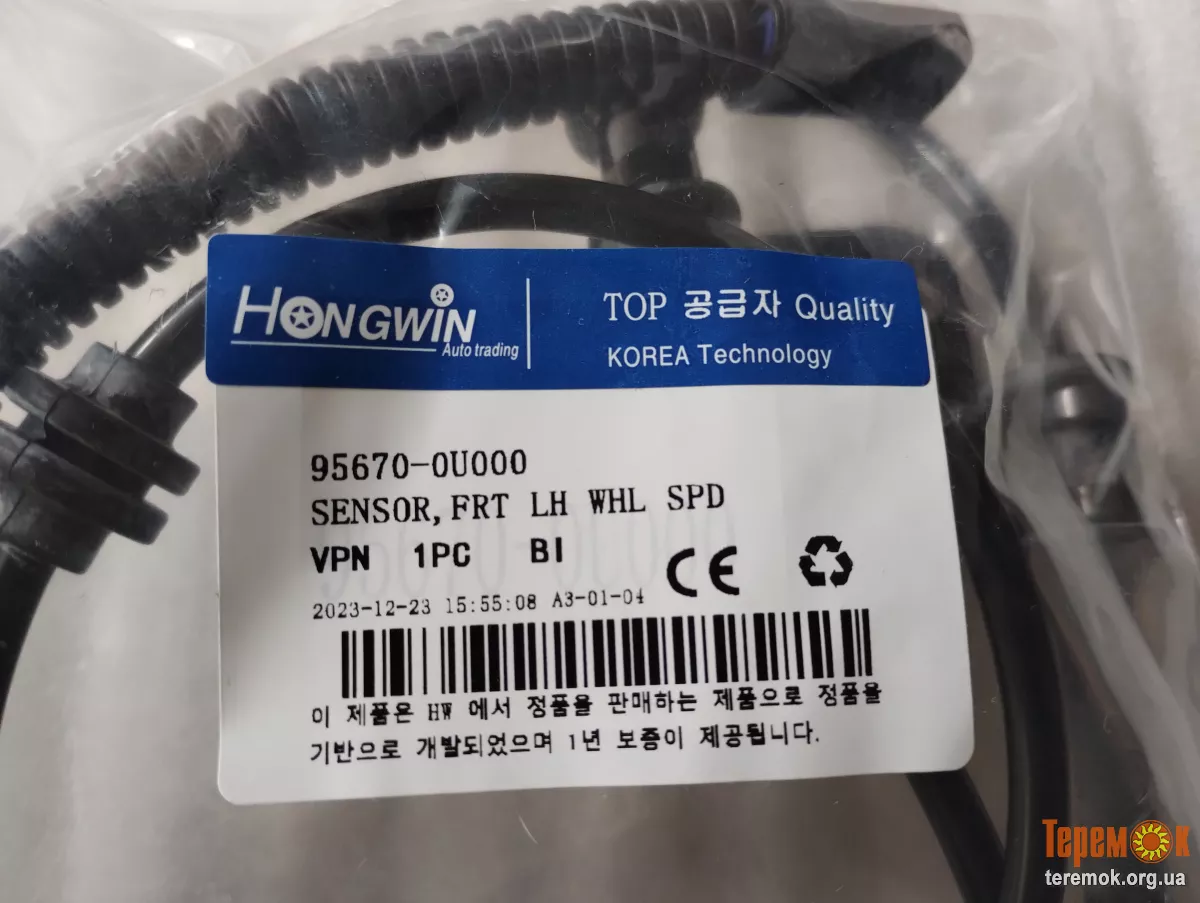 HONGWIN
Auto trading
TOP 공급자 Quality
KOREA Technology
95670-0U000
SENSOR, FRT LH WHL SPD
VPN 1PC BI
2023-12-23 15:55:08 A3-01-04
CE
이 제품은 HW 에서 정품을 판매하는 제품으로 정품을
기반으로 개발되었으며 1년 보증이 제공됩니다.
Теремок
teremok.org.ua